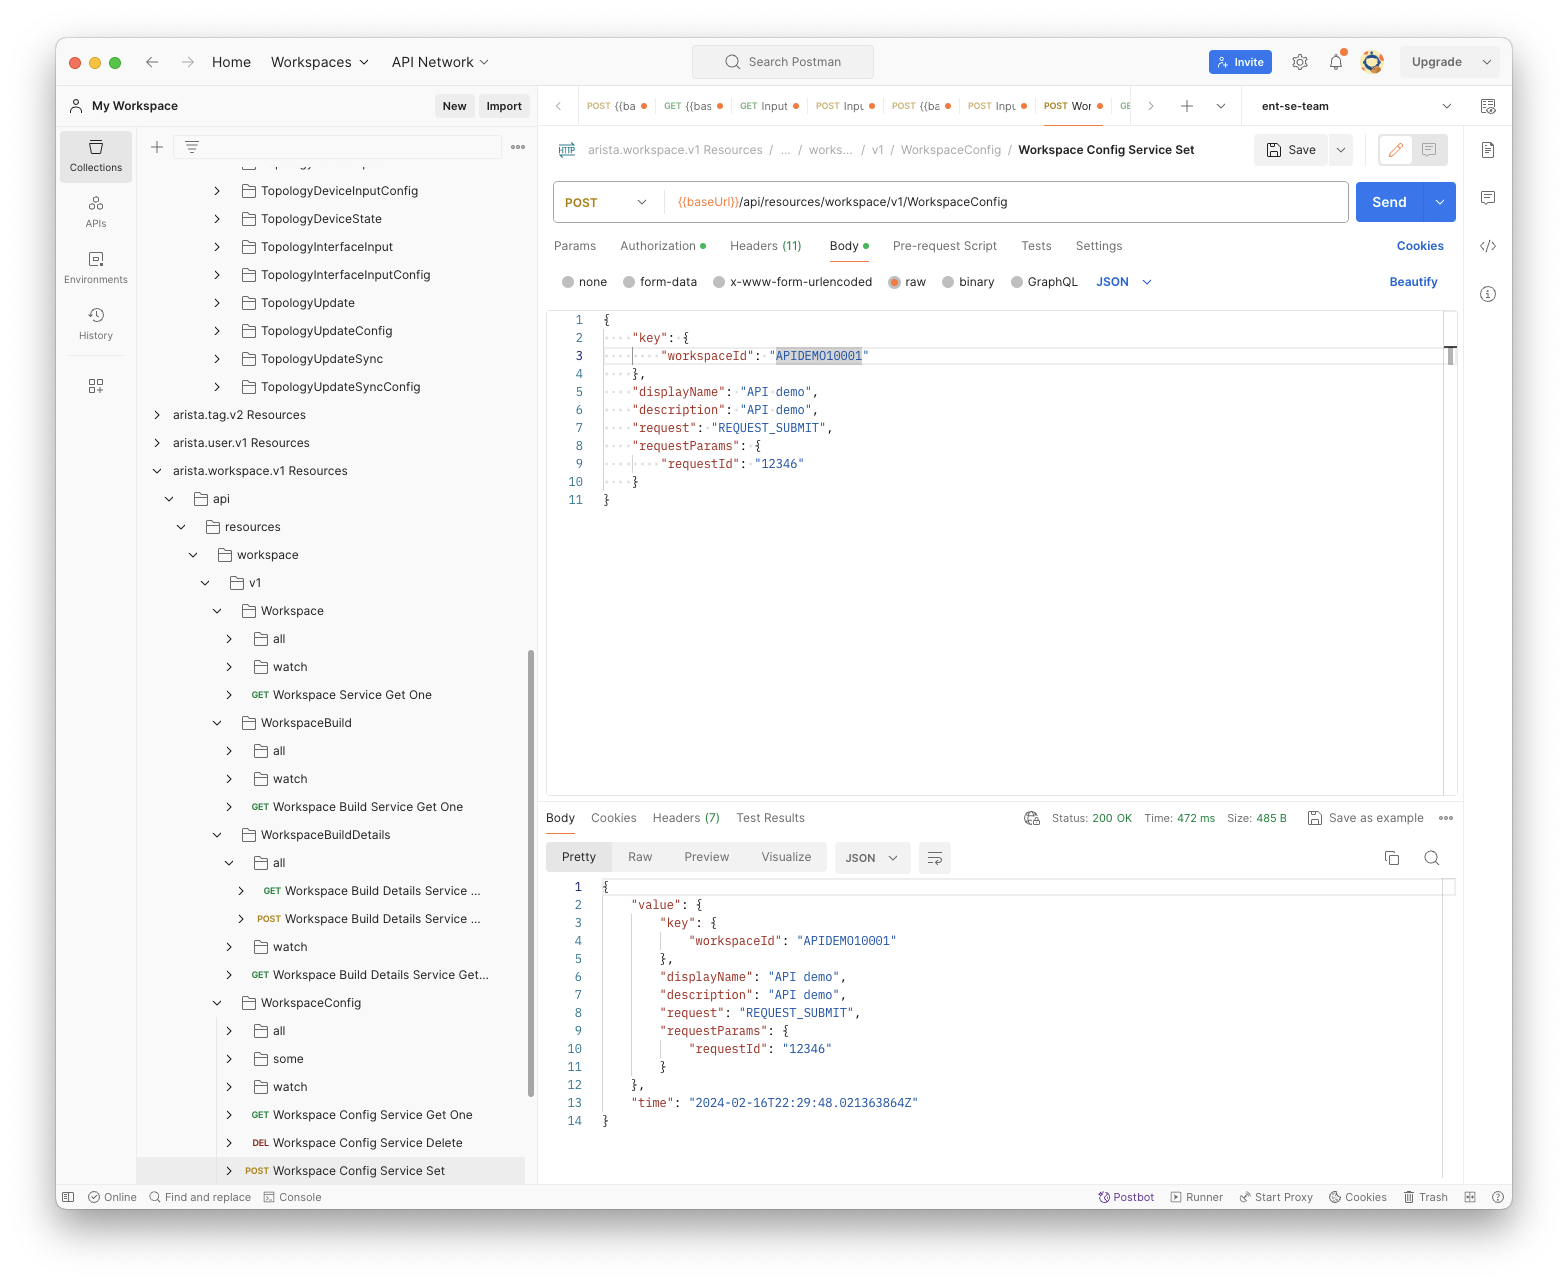 Home
Workspaces
API Network
Search Postman
Invite
Upgrade
My Workspace
New
Import
POST {{ba
GET {{bas
GET Input
POST Inpu
POST {{ba
POST Inpu
POST Wor
GE
ent-se-team
Collections
APIs
Environments
History
TopologyDeviceInputConfig
TopologyDeviceState
TopologyInterfaceInput
TopologyInterfaceInputConfig
TopologyUpdate
TopologyUpdateConfig
TopologyUpdateSync
TopologyUpdateSyncConfig
arista.tag.v2 Resources
arista.user.v1 Resources
arista.workspace.v1 Resources
api
resources
workspace
v1
Workspace
all
watch
GET Workspace Service Get One
WorkspaceBuild
all
watch
GET Workspace Build Service Get One
WorkspaceBuildDetails
all
GET Workspace Build Details Service ...
POST Workspace Build Details Service ...
watch
GET Workspace Build Details Service Get...
WorkspaceConfig
all
some
watch
GET Workspace Config Service Get One
DEL Workspace Config Service Delete
POST Workspace Config Service Set
HTTP arista.workspace.v1 Resources / ... / works... / v1 / WorkspaceConfig / Workspace Config Service Set
Save
POST {{baseUrl}}/api/resources/workspace/v1/WorkspaceConfig
Send
Params Authorization Headers (11) Body Pre-request Script Tests Settings
Cookies
none form-data x-www-form-urlencoded raw binary GraphQL JSON
Beautify
1 {
2 "key": {
3 "workspaceId": "APIDEMO10001"
4 },
5 "displayName": "API demo",
6 "description": "API demo",
7 "request": "REQUEST_SUBMIT",
8 "requestParams": {
9 "requestId": "12346"
10 }
11 }
Body Cookies Headers (7) Test Results
Status: 200 OK Time: 472 ms Size: 485 B
Save as example
Pretty Raw Preview Visualize JSON
1 {
2 "value": {
3 "key": {
4 "workspaceId": "APIDEMO10001"
5 },
6 "displayName": "API demo",
7 "description": "API demo",
8 "request": "REQUEST_SUBMIT",
9 "requestParams": {
10 "requestId": "12346"
11 }
12 },
13 "time": "2024-02-16T22:29:48.021363864Z"
14 }
Online Find and replace Console
Postbot Runner Start Proxy Cookies Trash